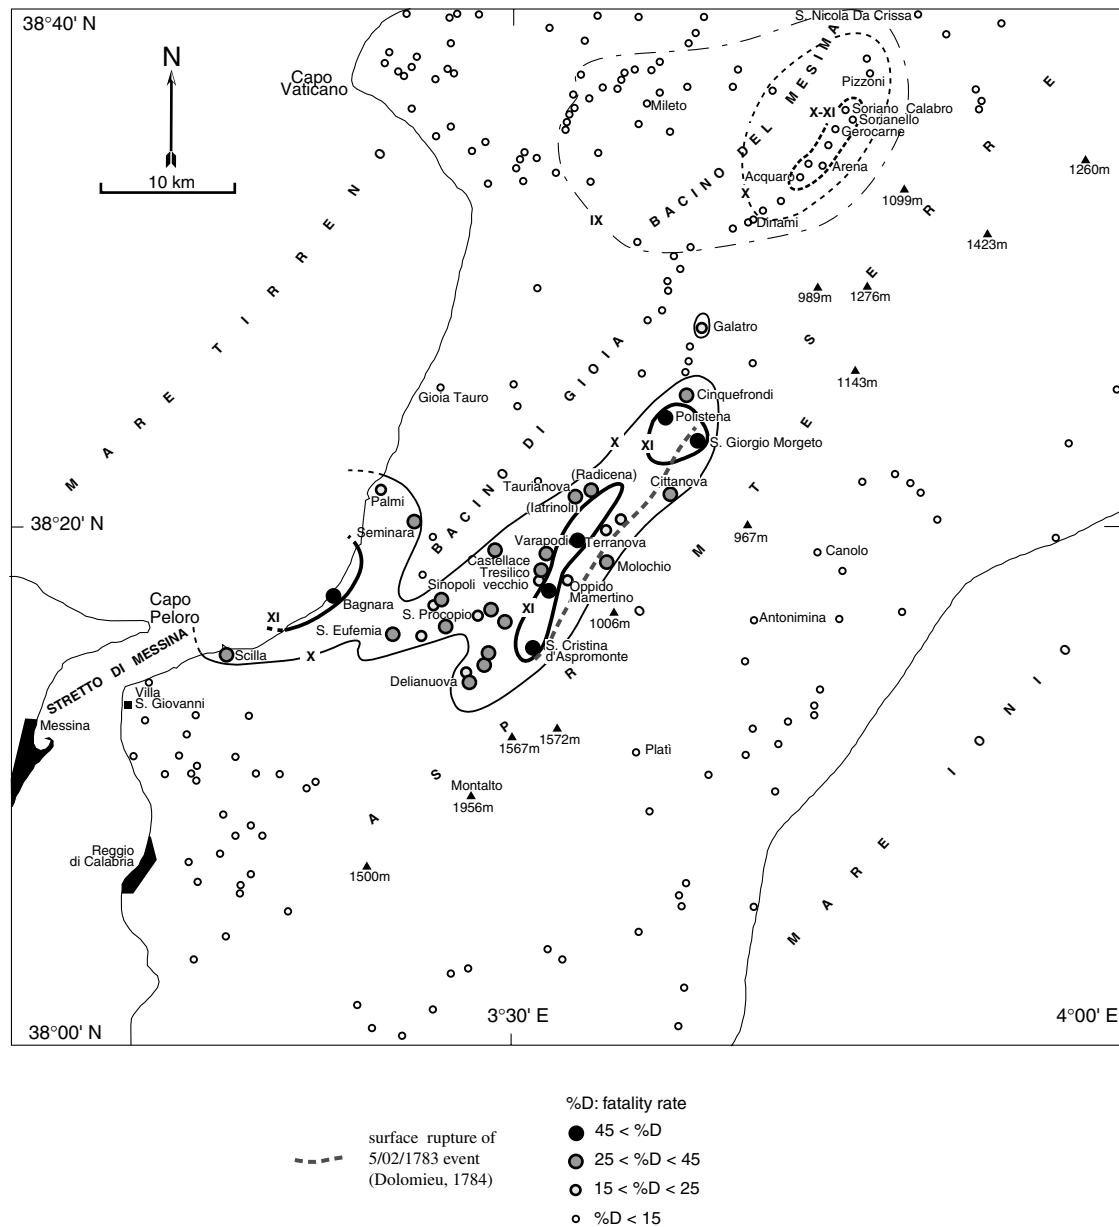 38°40' N
S. Nicola Da Crissa
N
Capo
Vaticano
10 km
Pizzoni
Mileto
X-XI
Soriano Calabro
Sorianello
Gerocarne
Arena
Acquaro
X
Dinami
IX
BACINO DEL MESIMA
1260m
1099m
1423m
989m
1276m
1143m
MARE TIRRENO
Galatro
Gioia Tauro
BACINO DI GIOIA
Cinquefrondi
Polistena
X
XI
S. Giorgio Morgeto
(Radicena)
Taurianova
(Iatrinoli)
Cittanova
Palmi
38°20' N
Seminara
Varapodi
Terranova
Castellace
Tresilico
vecchio
Molochio
Oppido
Mamertino
Sinopoli
S. Procopio
967m
Canolo
Capo
Peloro
Bagnara
XI
XI
S. Eufemia
1006m
Antonimina
S. Cristina
d'Aspromonte
STRETTO DI MESSINA
Scilla
X
Delianuova
Villa
S. Giovanni
Messina
1567m
1572m
Platì
Montalto
1956m
ASPROMTE SERRE
Reggio
di Calabria
1500m
MARE IONIO
38°00' N
3°30' E
4°00' E
%D: fatality rate
surface rupture of
5/02/1783 event
(Dolomieu, 1784)
45 < %D
25 < %D < 45
15 < %D < 25
%D < 15